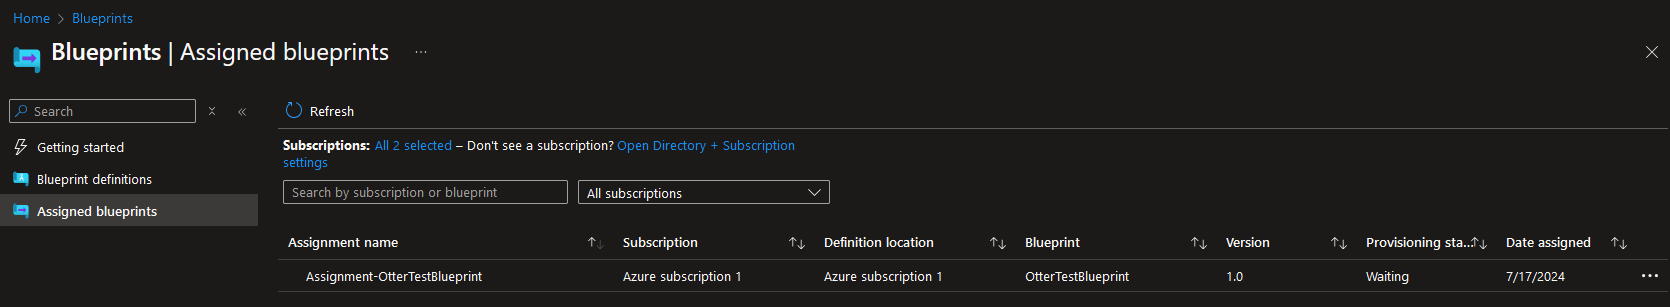 Home > Blueprints
Blueprints | Assigned blueprints ...
Search
Refresh
Getting started
Blueprint definitions
Assigned blueprints
Subscriptions: All 2 selected – Don't see a subscription? Open Directory + Subscription
settings
Search by subscription or blueprint
All subscriptions
Assignment name Subscription Definition location Blueprint Version Provisioning sta... Date assigned
Assignment-OtterTestBlueprint Azure subscription 1 Azure subscription 1 OtterTestBlueprint 1.0 Waiting 7/17/2024 ...